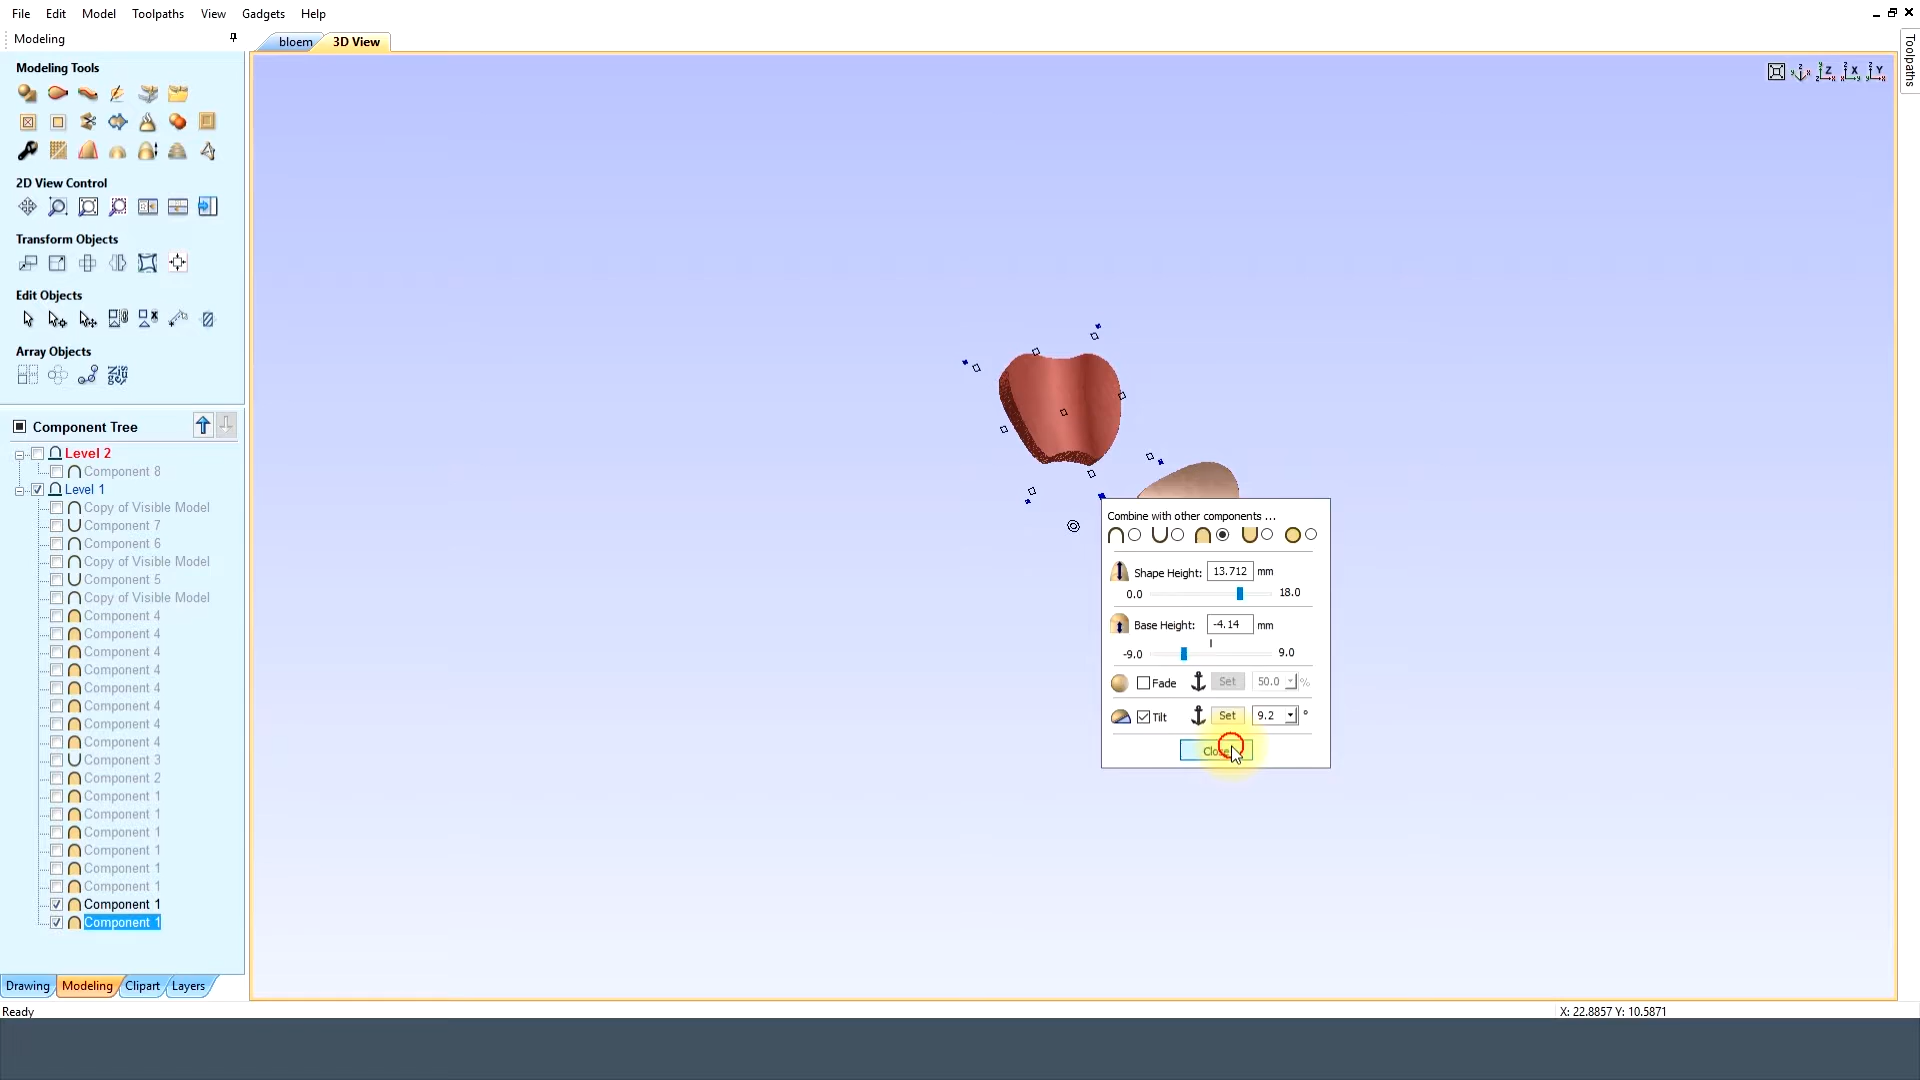 File Edit Model Toolpaths View Gadgets Help
Modeling
bloem
3D View
Toolpaths
Modeling Tools
2D View Control
Transform Objects
Edit Objects
Array Objects
Component Tree
Level 2
Component 8
Level 1
Copy of Visible Model
Component 7
Component 6
Copy of Visible Model
Component 5
Copy of Visible Model
Component 4
Component 4
Component 4
Component 4
Component 4
Component 4
Component 4
Component 4
Component 3
Component 2
Component 1
Component 1
Component 1
Component 1
Component 1
Component 1
Component 1
Component 1
Combine with other components ...
Shape Height: 13.712 mm
0.0 18.0
Base Height: -4.14 mm
-9.0 9.0
Fade Set 50.0 %
Tilt Set 9.2 °
Close
Drawing Modeling Clipart Layers
Ready
X: 22.8857 Y: 10.5871